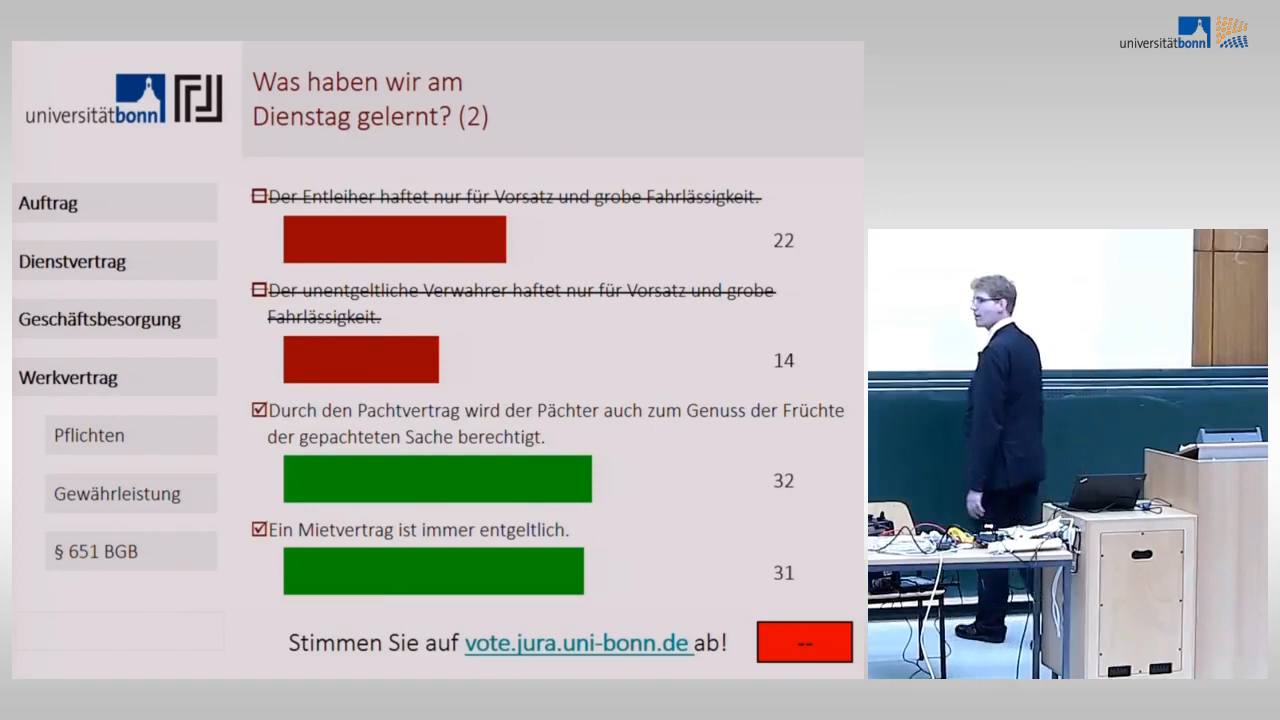 universitätbonn
universitätbonn
Was haben wir am
Dienstag gelernt? (2)
Auftrag
Dienstvertrag
Geschäftsbesorgung
Werkvertrag
Pflichten
Gewährleistung
§ 651 BGB
Der Entleiher haftet nur für Vorsatz und grobe Fahrlässigkeit.
22
Der unentgeltliche Verwahrer haftet nur für Vorsatz und grobe
Fahrlässigkeit.
14
Durch den Pachtvertrag wird der Pächter auch zum Genuss der Früchte
der gepachteten Sache berechtigt.
32
Ein Mietvertrag ist immer entgeltlich.
31
Stimmen Sie auf vote.jura.uni-bonn.de ab!
--